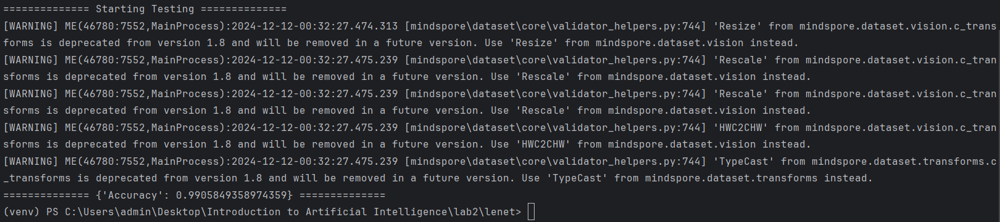 ============== Starting Testing ==============
[WARNING] ME(46780:7552,MainProcess):2024-12-12-00:32:27.474.313 [mindspore\dataset\core\validator_helpers.py:744] 'Resize' from mindspore.dataset.vision.c_trans
forms is deprecated from version 1.8 and will be removed in a future version. Use 'Resize' from mindspore.dataset.vision instead.
[WARNING] ME(46780:7552,MainProcess):2024-12-12-00:32:27.475.239 [mindspore\dataset\core\validator_helpers.py:744] 'Rescale' from mindspore.dataset.vision.c_tran
sforms is deprecated from version 1.8 and will be removed in a future version. Use 'Rescale' from mindspore.dataset.vision instead.
[WARNING] ME(46780:7552,MainProcess):2024-12-12-00:32:27.475.239 [mindspore\dataset\core\validator_helpers.py:744] 'Rescale' from mindspore.dataset.vision.c_tran
sforms is deprecated from version 1.8 and will be removed in a future version. Use 'Rescale' from mindspore.dataset.vision instead.
[WARNING] ME(46780:7552,MainProcess):2024-12-12-00:32:27.475.239 [mindspore\dataset\core\validator_helpers.py:744] 'HWC2CHW' from mindspore.dataset.vision.c_tran
sforms is deprecated from version 1.8 and will be removed in a future version. Use 'HWC2CHW' from mindspore.dataset.vision instead.
[WARNING] ME(46780:7552,MainProcess):2024-12-12-00:32:27.475.239 [mindspore\dataset\core\validator_helpers.py:744] 'TypeCast' from mindspore.dataset.transforms.c
_transforms is deprecated from version 1.8 and will be removed in a future version. Use 'TypeCast' from mindspore.dataset.transforms instead.
============== {'Accuracy': 0.9905849358974359} ==============
(venv) PS C:\Users\admin\Desktop\Introduction to Artificial Intelligence\lab2\lenet>